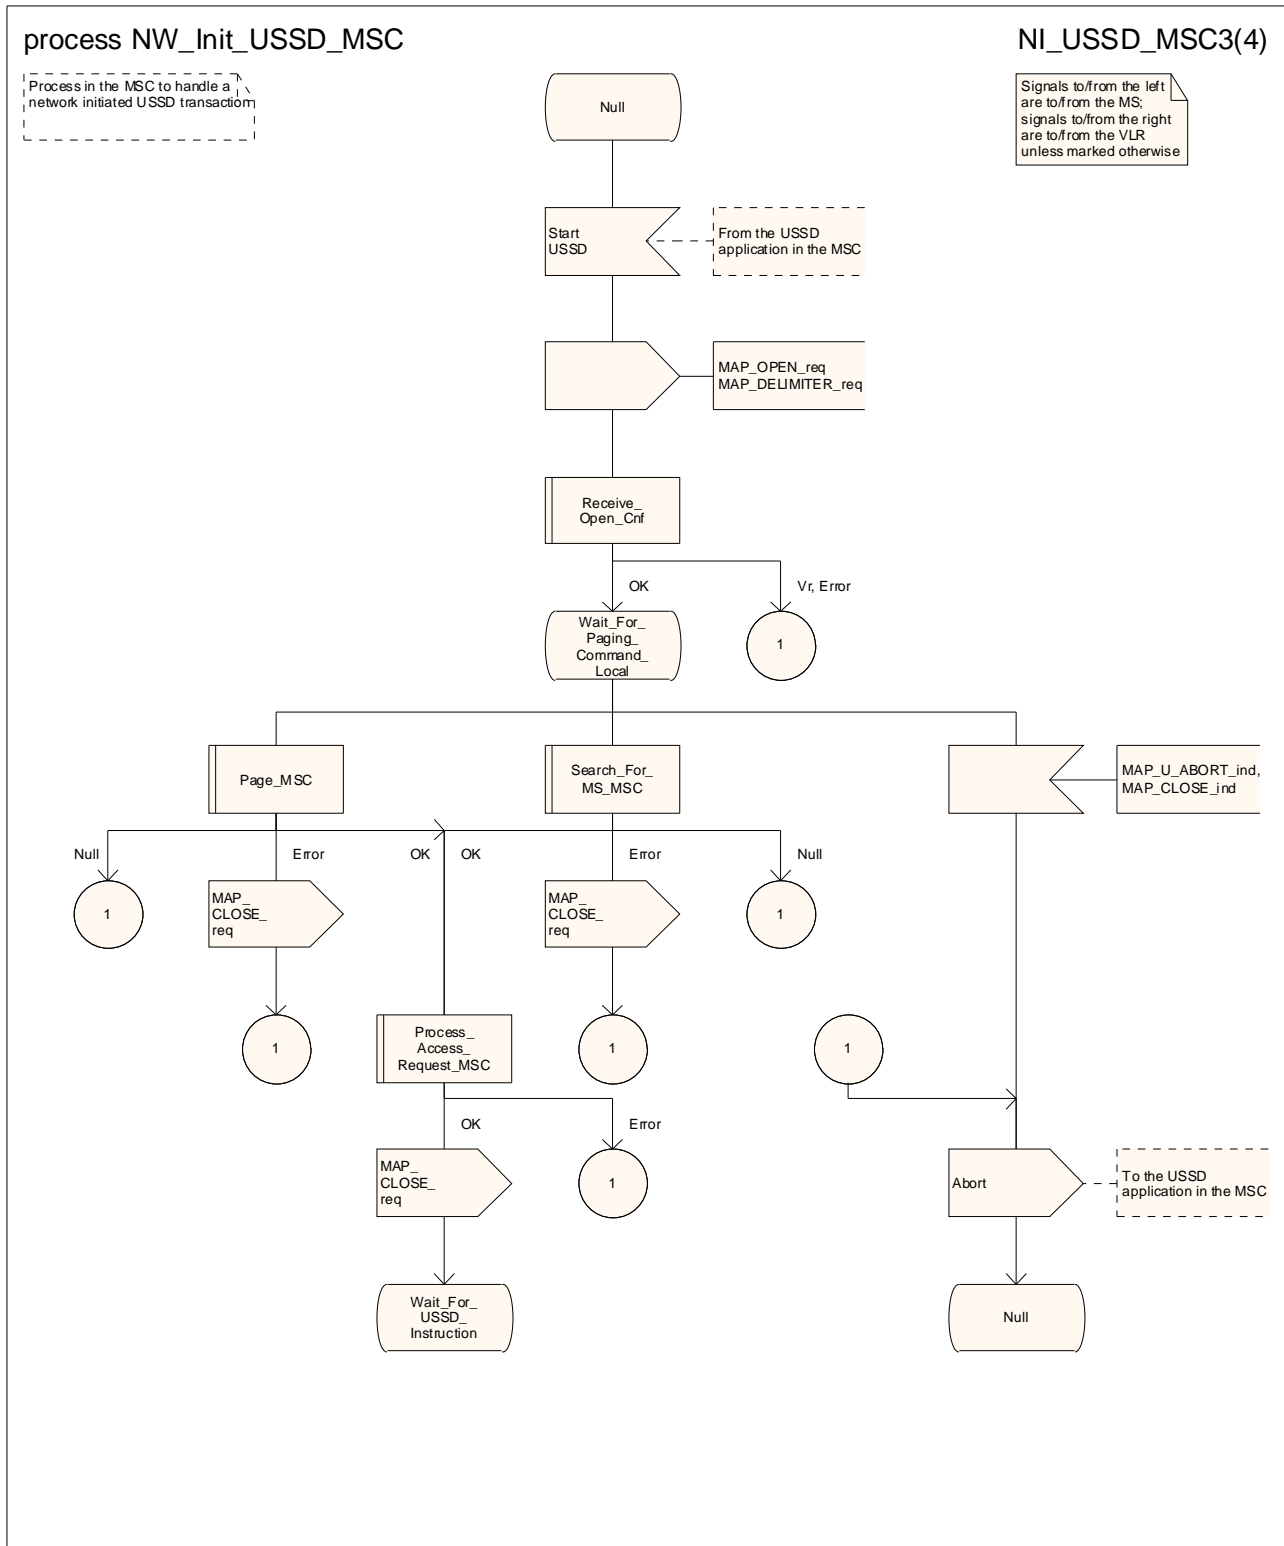 process NW_Init_USSD_MSC
NI_USSD_MSC3(4)
Process in the MSC to handle a
network initiated USSD transaction
Signals to/from the left
are to/from the MS;
signals to/from the right
are to/from the VLR
unless marked otherwise
Null
Start
USSD
From the USSD
application in the MSC
MAP_OPEN_req
MAP_DELIMITER_req
Receive_
Open_Cnf
OK
Vr, Error
Wait_For_
Paging_
Command_
Local
1
Page_MSC
Search_For_
MS_MSC
MAP_U_ABORT_ind,
MAP_CLOSE_ind
Null
Error
OK
OK
Error
Null
1
MAP_
CLOSE_
req
MAP_
CLOSE_
req
1
1
Process_
Access_
Request_MSC
1
1
OK
Error
MAP_
CLOSE_
req
1
Abort
To the USSD
application in the MSC
Wait_For_
USSD_
Instruction
Null